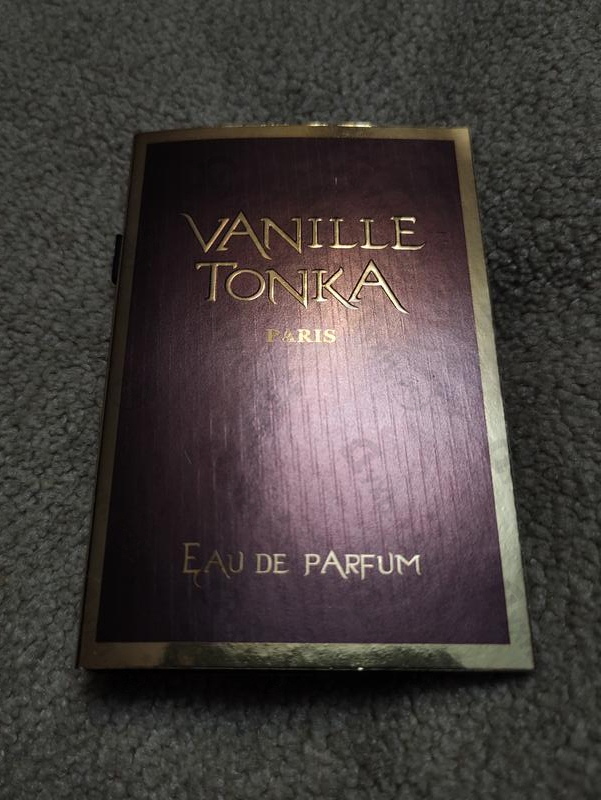 VANILLE
TONKA
PARIS
EAU DE PARFUM